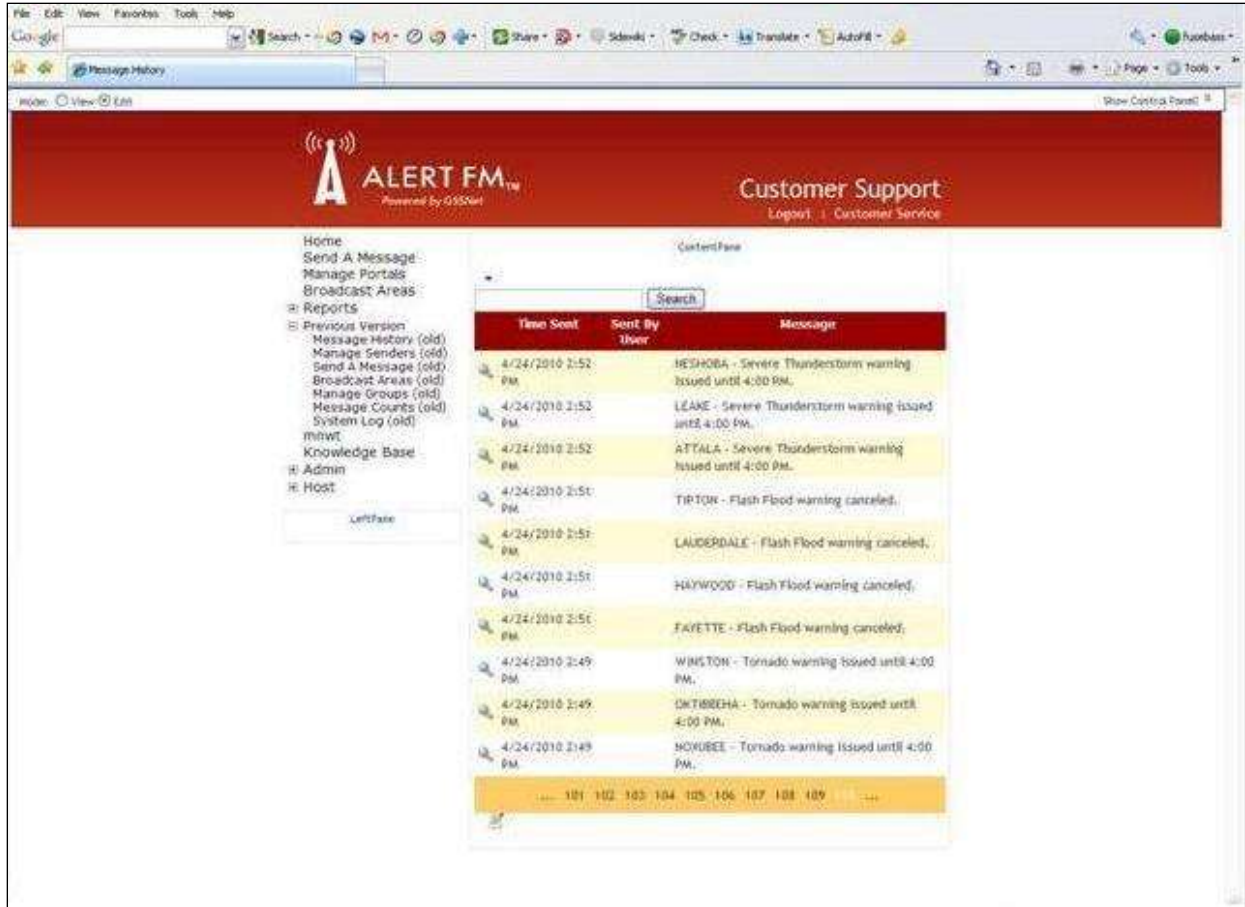 File Edit View Favorites Tools Help
Google Search Share Sidewiki Check Translate AutoFill
Message History Page Tools
mode: View Edit Show Control Panel?
ALERT FM TM
Powered by GSSNet
Customer Support
Logout | Customer Service
Home
Send A Message
Manage Portals
Broadcast Areas
Reports
Previous Version
Message History (old)
Manage Senders (old)
Send A Message (old)
Broadcast Areas (old)
Manage Groups (old)
Message Counts (old)
System Log (old)
mnwt
Knowledge Base
Admin
Host
LeftPane
ContentPane
Search
Time Sent Sent By Message
User
4/24/2010 2:52 NESHOBA - Severe Thunderstorm warning
PM issued until 4:00 PM.
4/24/2010 2:52 LEAKE - Severe Thunderstorm warning issued
PM until 4:00 PM.
4/24/2010 2:52 ATTALA - Severe Thunderstorm warning
PM issued until 4:00 PM.
4/24/2010 2:51
PM TIPTON - Flash Flood warning canceled.
4/24/2010 2:51
PM LAUDERDALE - Flash Flood warning canceled.
4/24/2010 2:51
PM HAYWOOD - Flash Flood warning canceled.
4/24/2010 2:51
PM FAYETTE - Flash Flood warning canceled.
4/24/2010 2:49 WINSTON - Tornado warning issued until 4:00
PM PM.
4/24/2010 2:49 OKTIBBEHA - Tornado warning issued until
PM 4:00 PM.
4/24/2010 2:49 NOXUBEE - Tornado warning issued until 4:00
PM PM.
... 101 102 103 104 105 106 107 108 109 ...